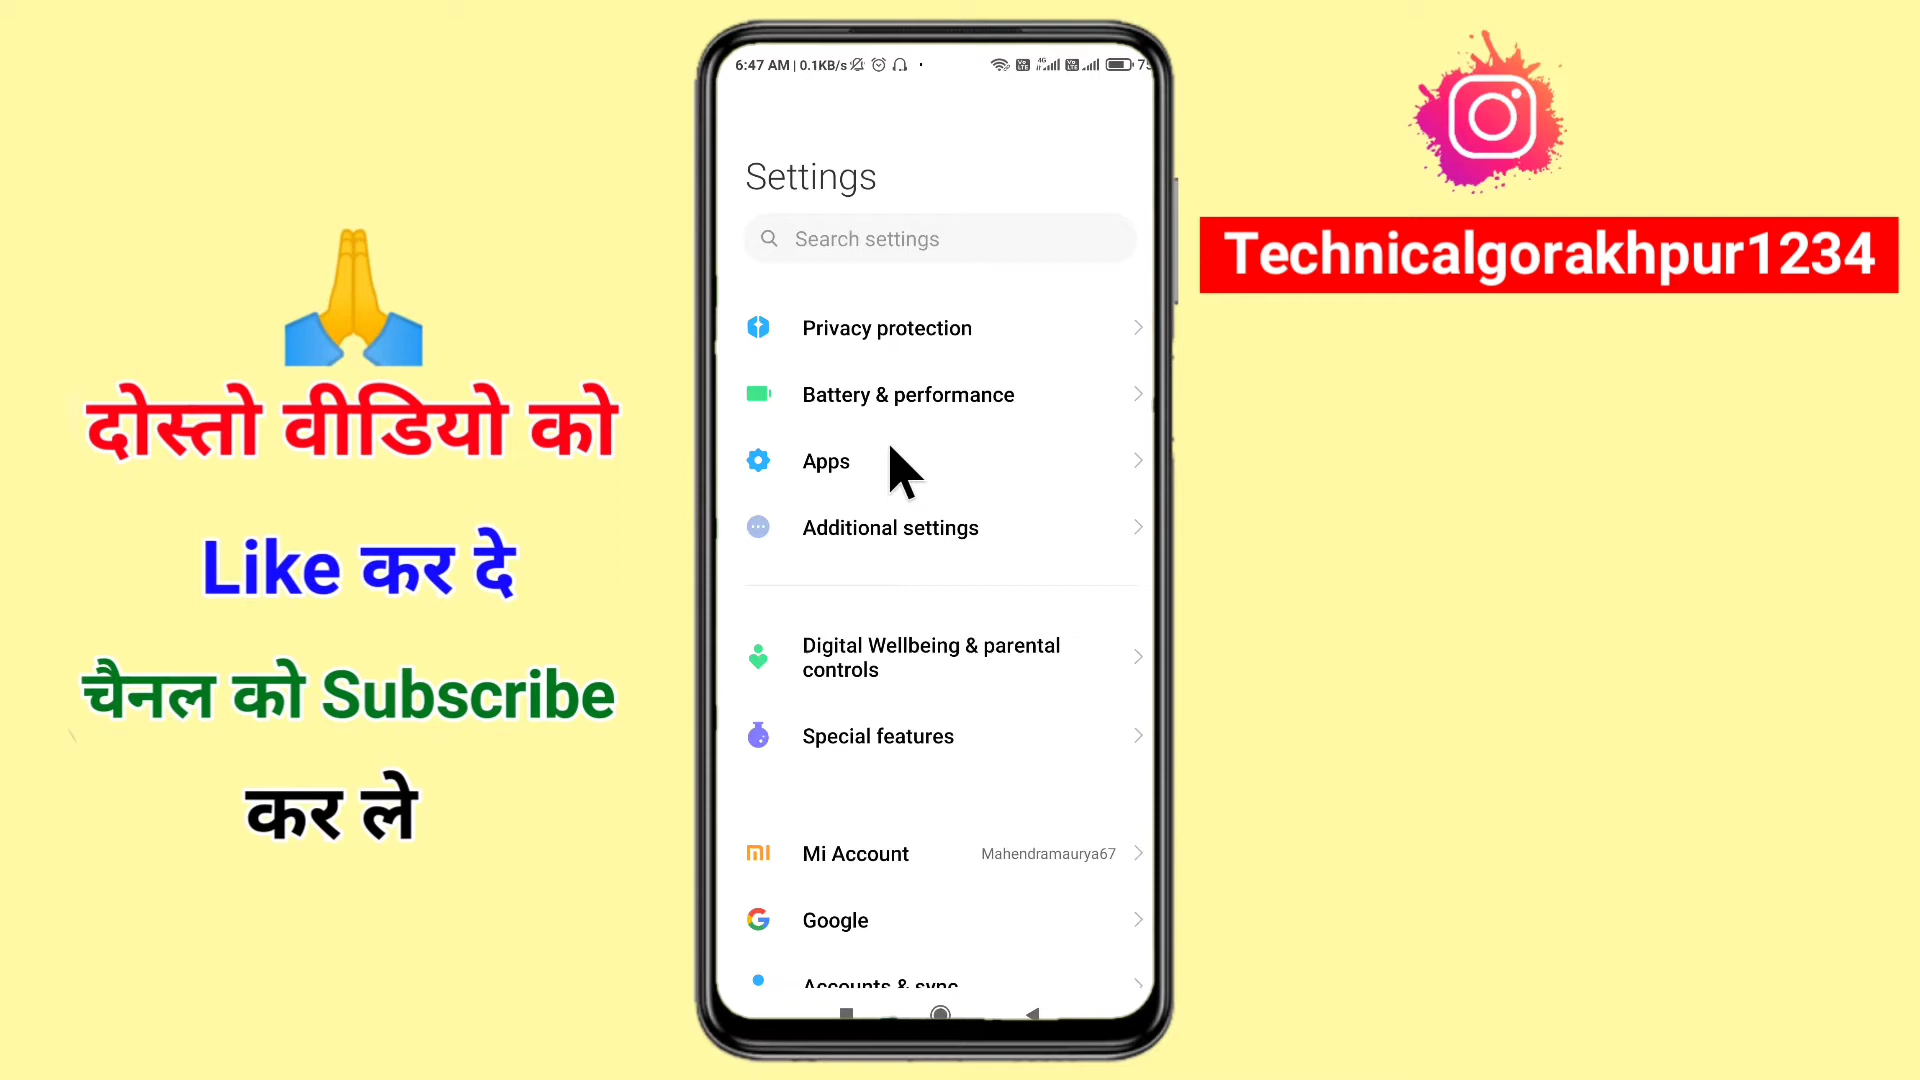 दोस्तो वीडियो को
Like कर दे
चैनल को Subscribe
कर ले
6:47 AM | 0.1KB/s
Settings
Search settings
Privacy protection
Battery & performance
Apps
Additional settings
Digital Wellbeing & parental
controls
Special features
Mi Account Mahendramaurya67
Google
Accounts & sync
Technicalgorakhpur1234